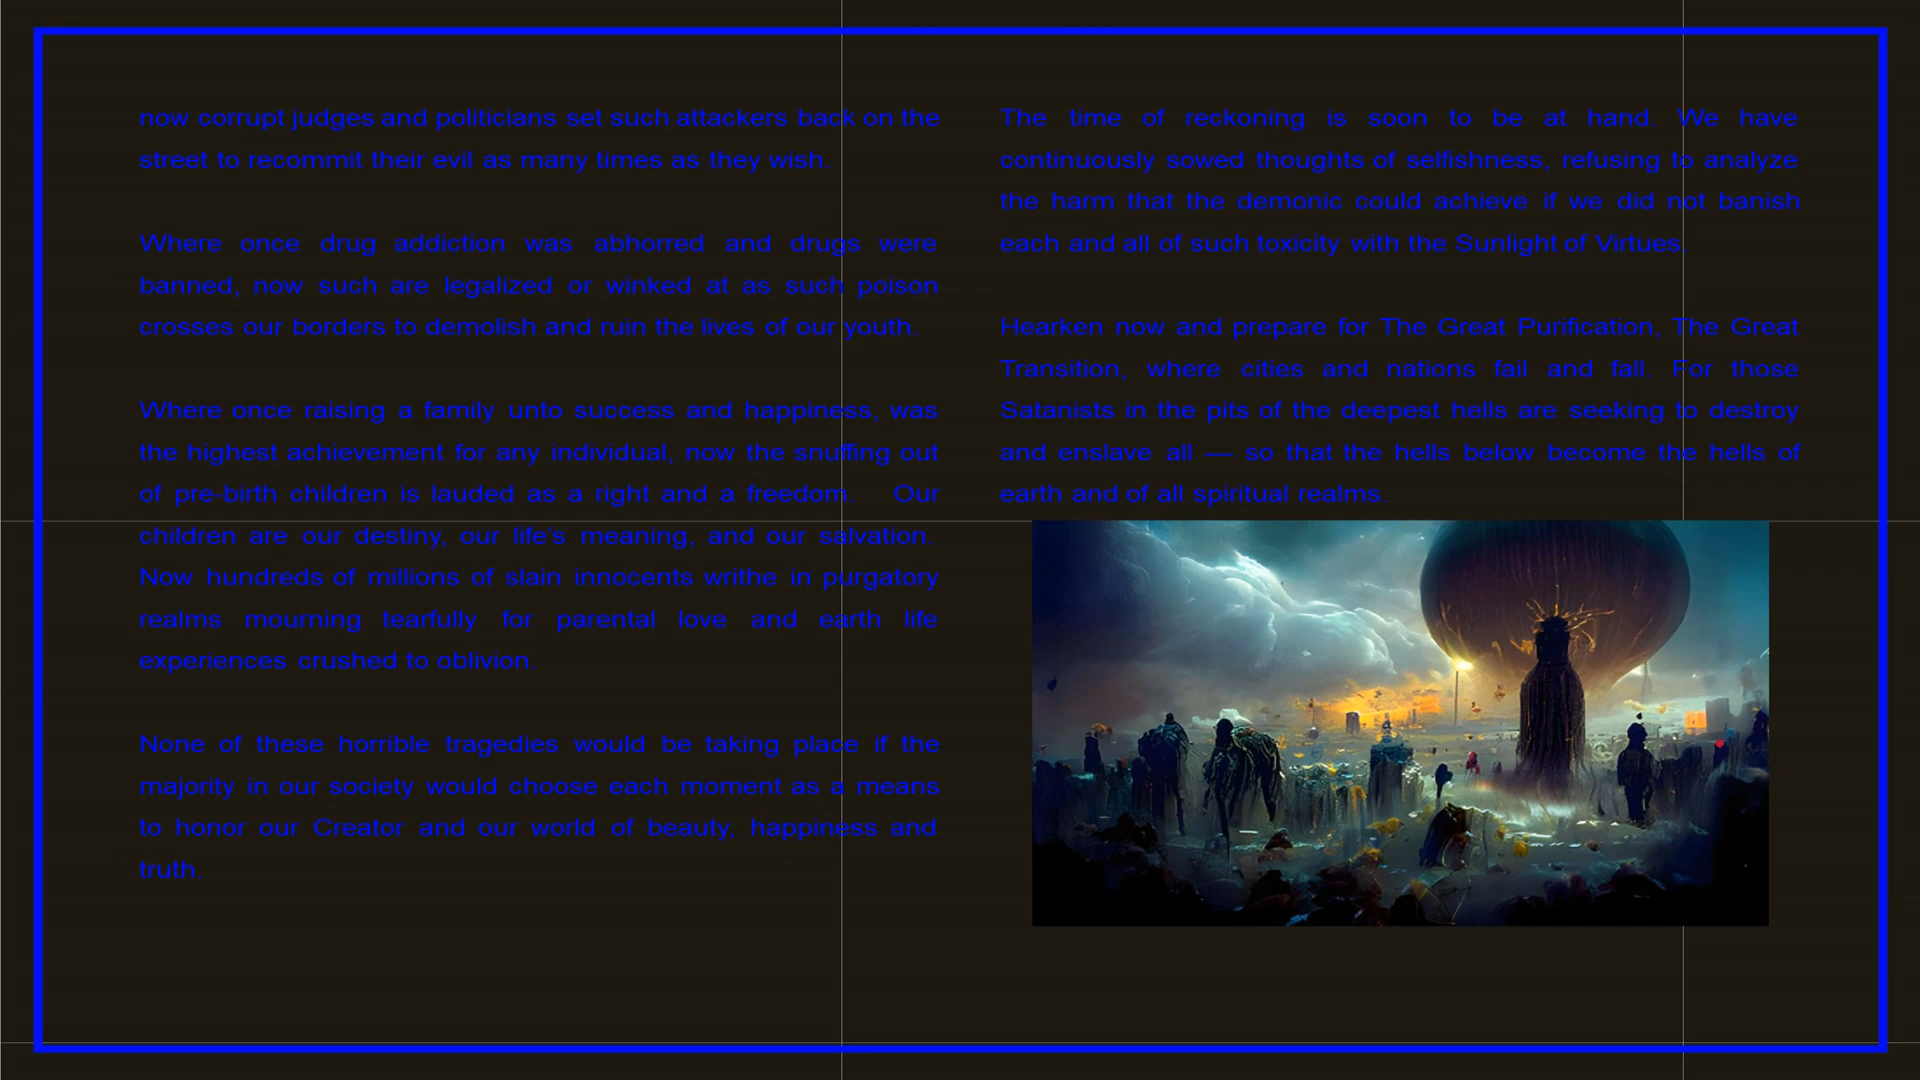 now corrupt judges and politicians set such attackers back on the
street to recommit their evil as many times as they wish.
Where once drug addiction was abhorred and drugs were
banned, now such are legalized or winked at as such poison
crosses our borders to demolish and ruin the lives of our youth.
Where once raising a family unto success and happiness, was
the highest achievement for any individual, now the snuffing out
of pre-birth children is lauded as a right and a freedom. Our
children are our destiny, our life's meaning, and our salvation.
Now hundreds of millions of slain innocents writhe in purgatory
realms mourning tearfully for parental love and earth life
experiences crushed to oblivion.
None of these horrible tragedies would be taking place if the
majority in our society would choose each moment as a means
to honor our Creator and our world of beauty, happiness and
truth.
The time of reckoning is soon to be at hand. We have
continuously sowed thoughts of selfishness, refusing to analyze
the harm that the demonic could achieve if we did not banish
each and all of such toxicity with the Sunlight of Virtues.
Hearken now and prepare for The Great Purification, The Great
Transition, where cities and nations fail and fall. For those
Satanists in the pits of the deepest hells are seeking to destroy
and enslave all — so that the hells below become the hells of
earth and of all spiritual realms.